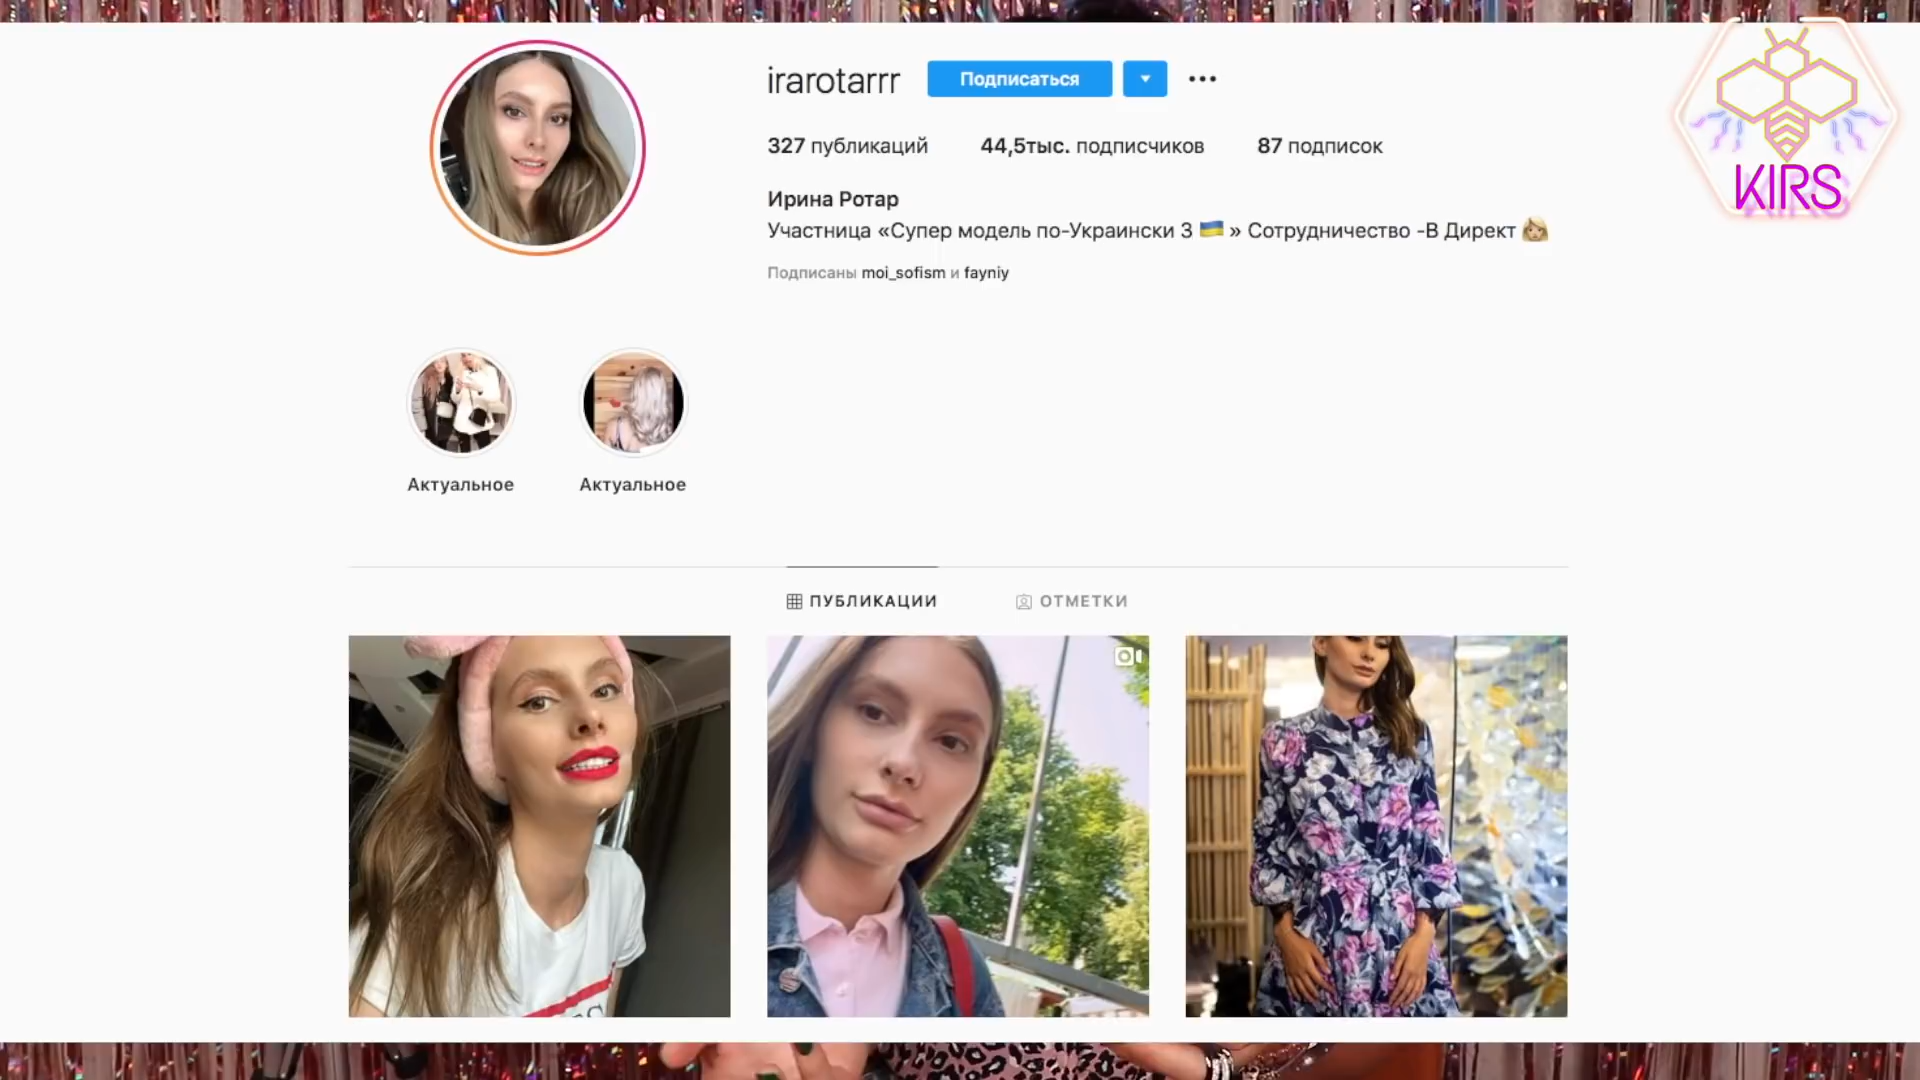 irarotarrr Подписаться
327 публикаций 44,5тыс. подписчиков 87 подписок
Ирина Ротар
Участница «Супер модель по-Украински 3 🇺🇦 » Сотрудничество -В Директ 👩🏼
Подписаны moi_sofism и fayniy
Актуальное Актуальное
ПУБЛИКАЦИИ ОТМЕТКИ
KIRS